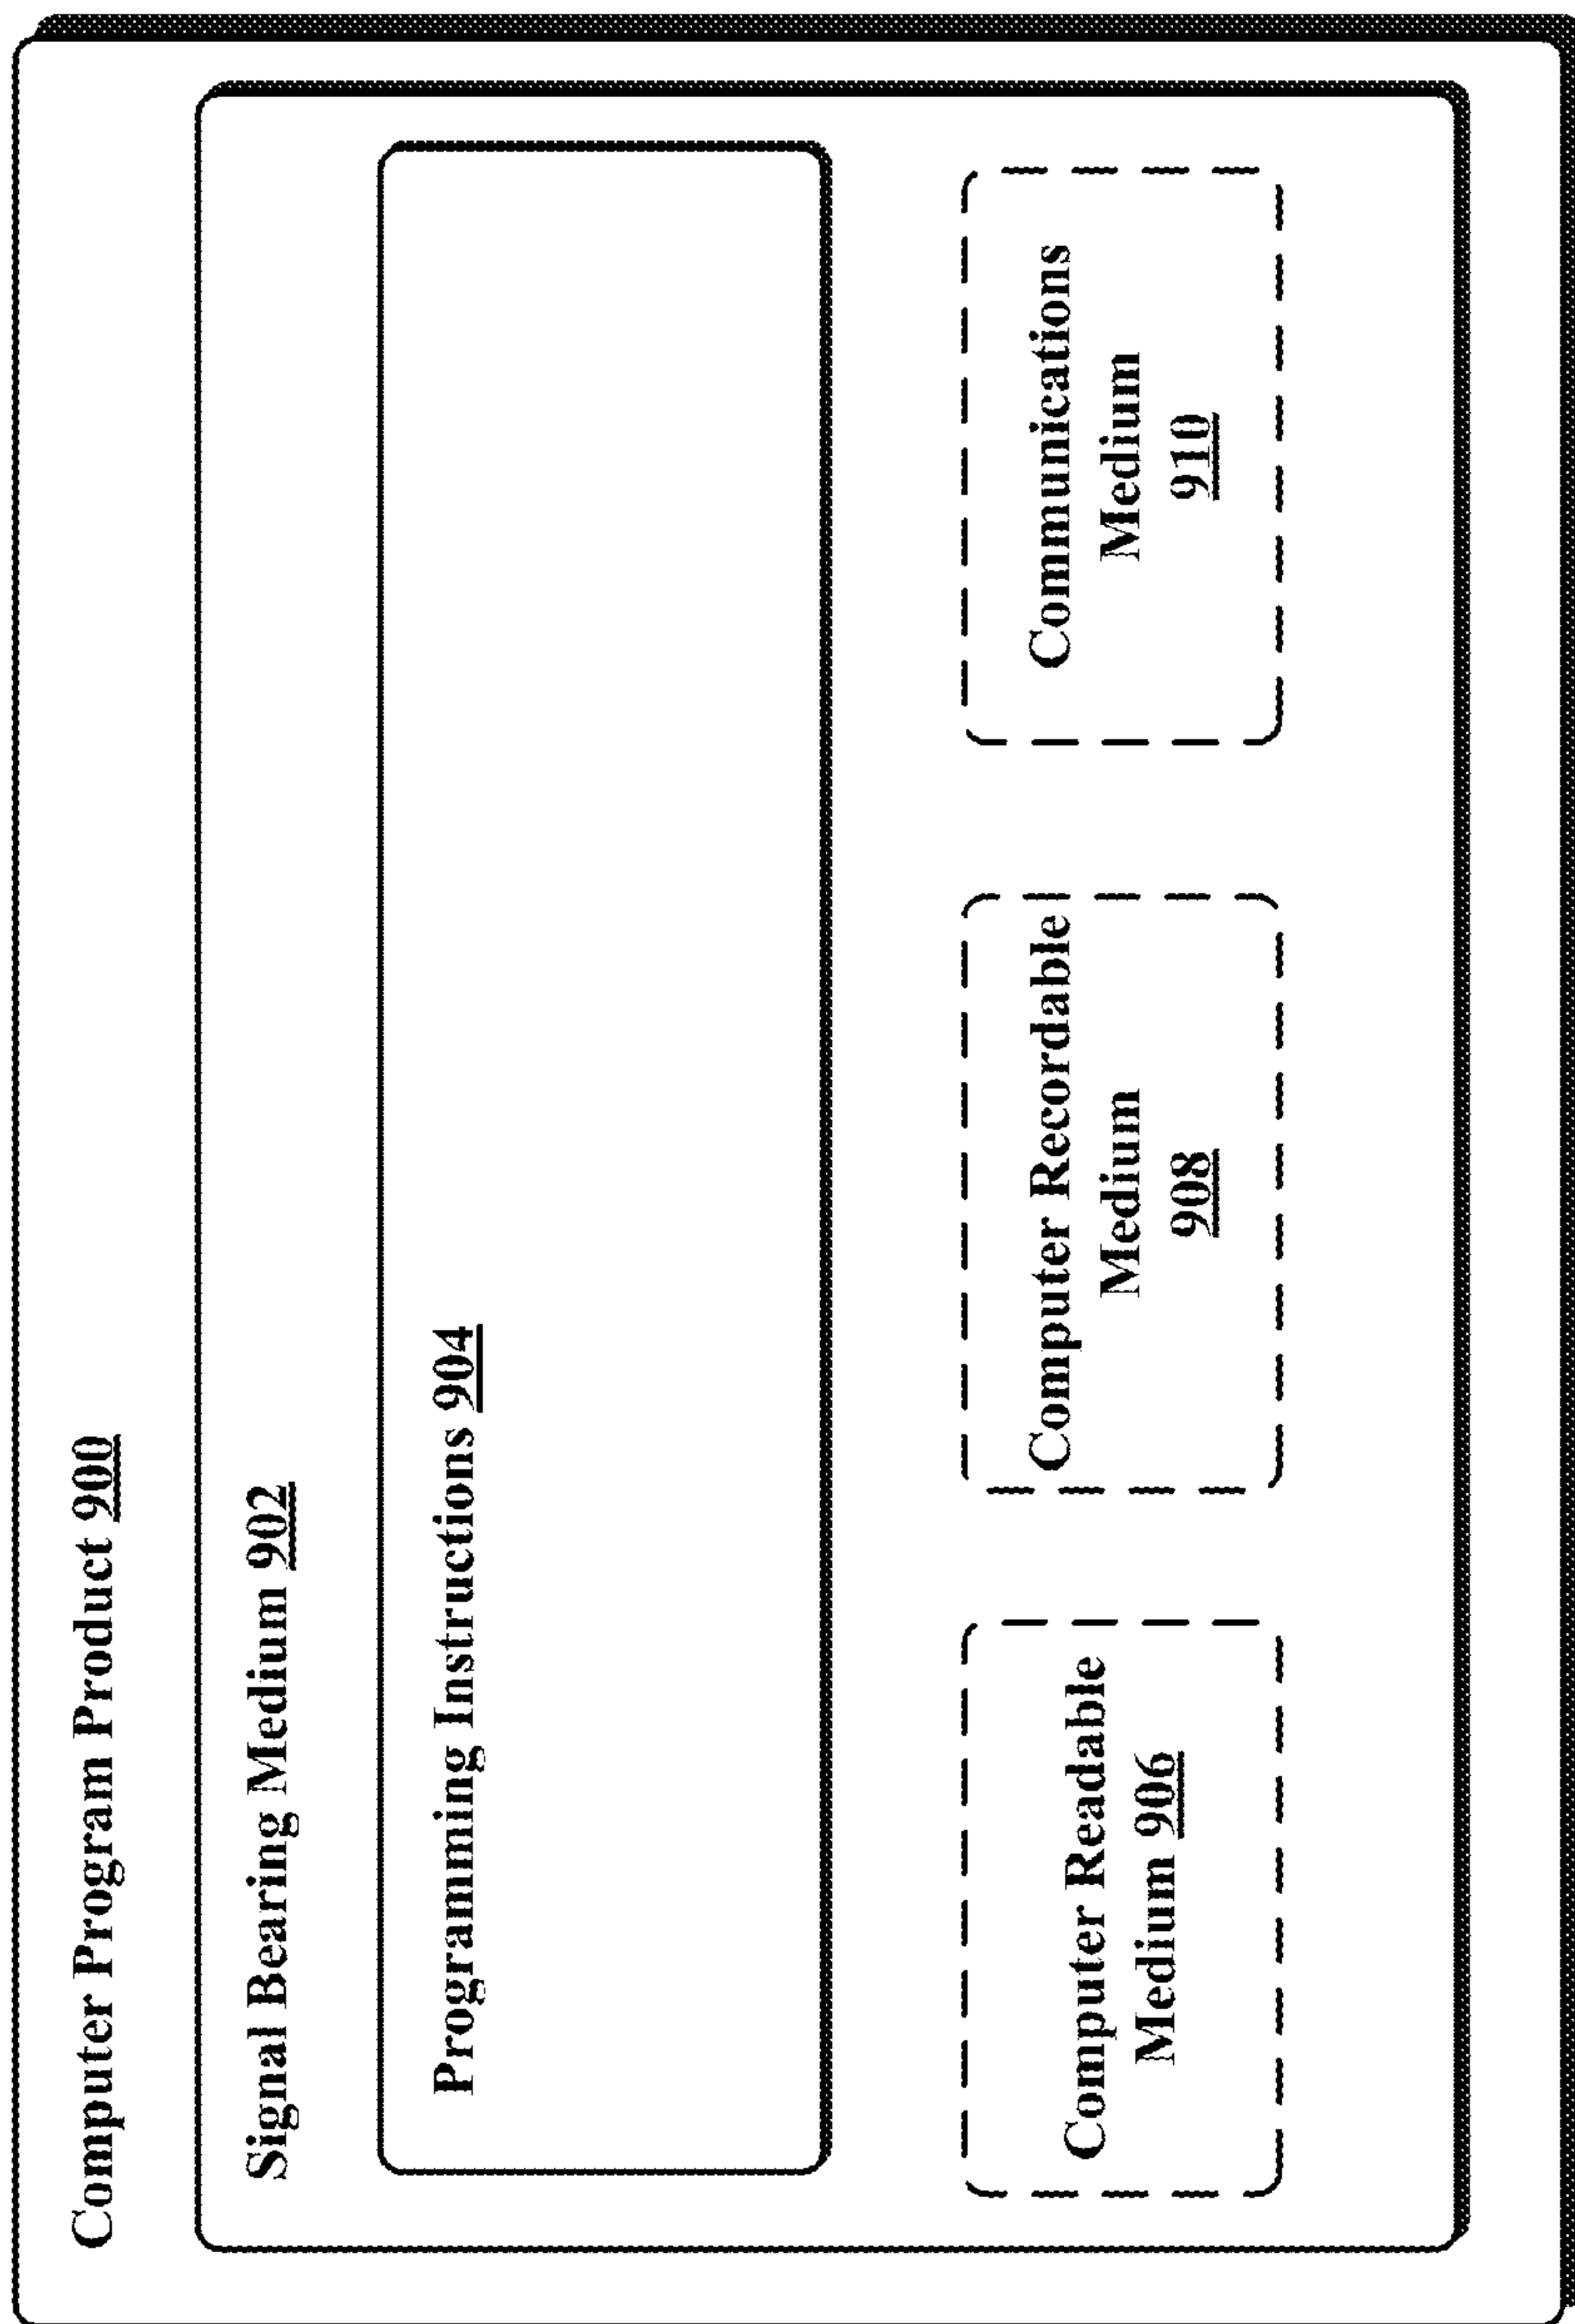 Computer Program Product 900
Signal Bearing Medium 902
Programming Instructions 904
Computer Readable
Medium 906
Computer Recordable
Medium
908
Communications
Medium
910